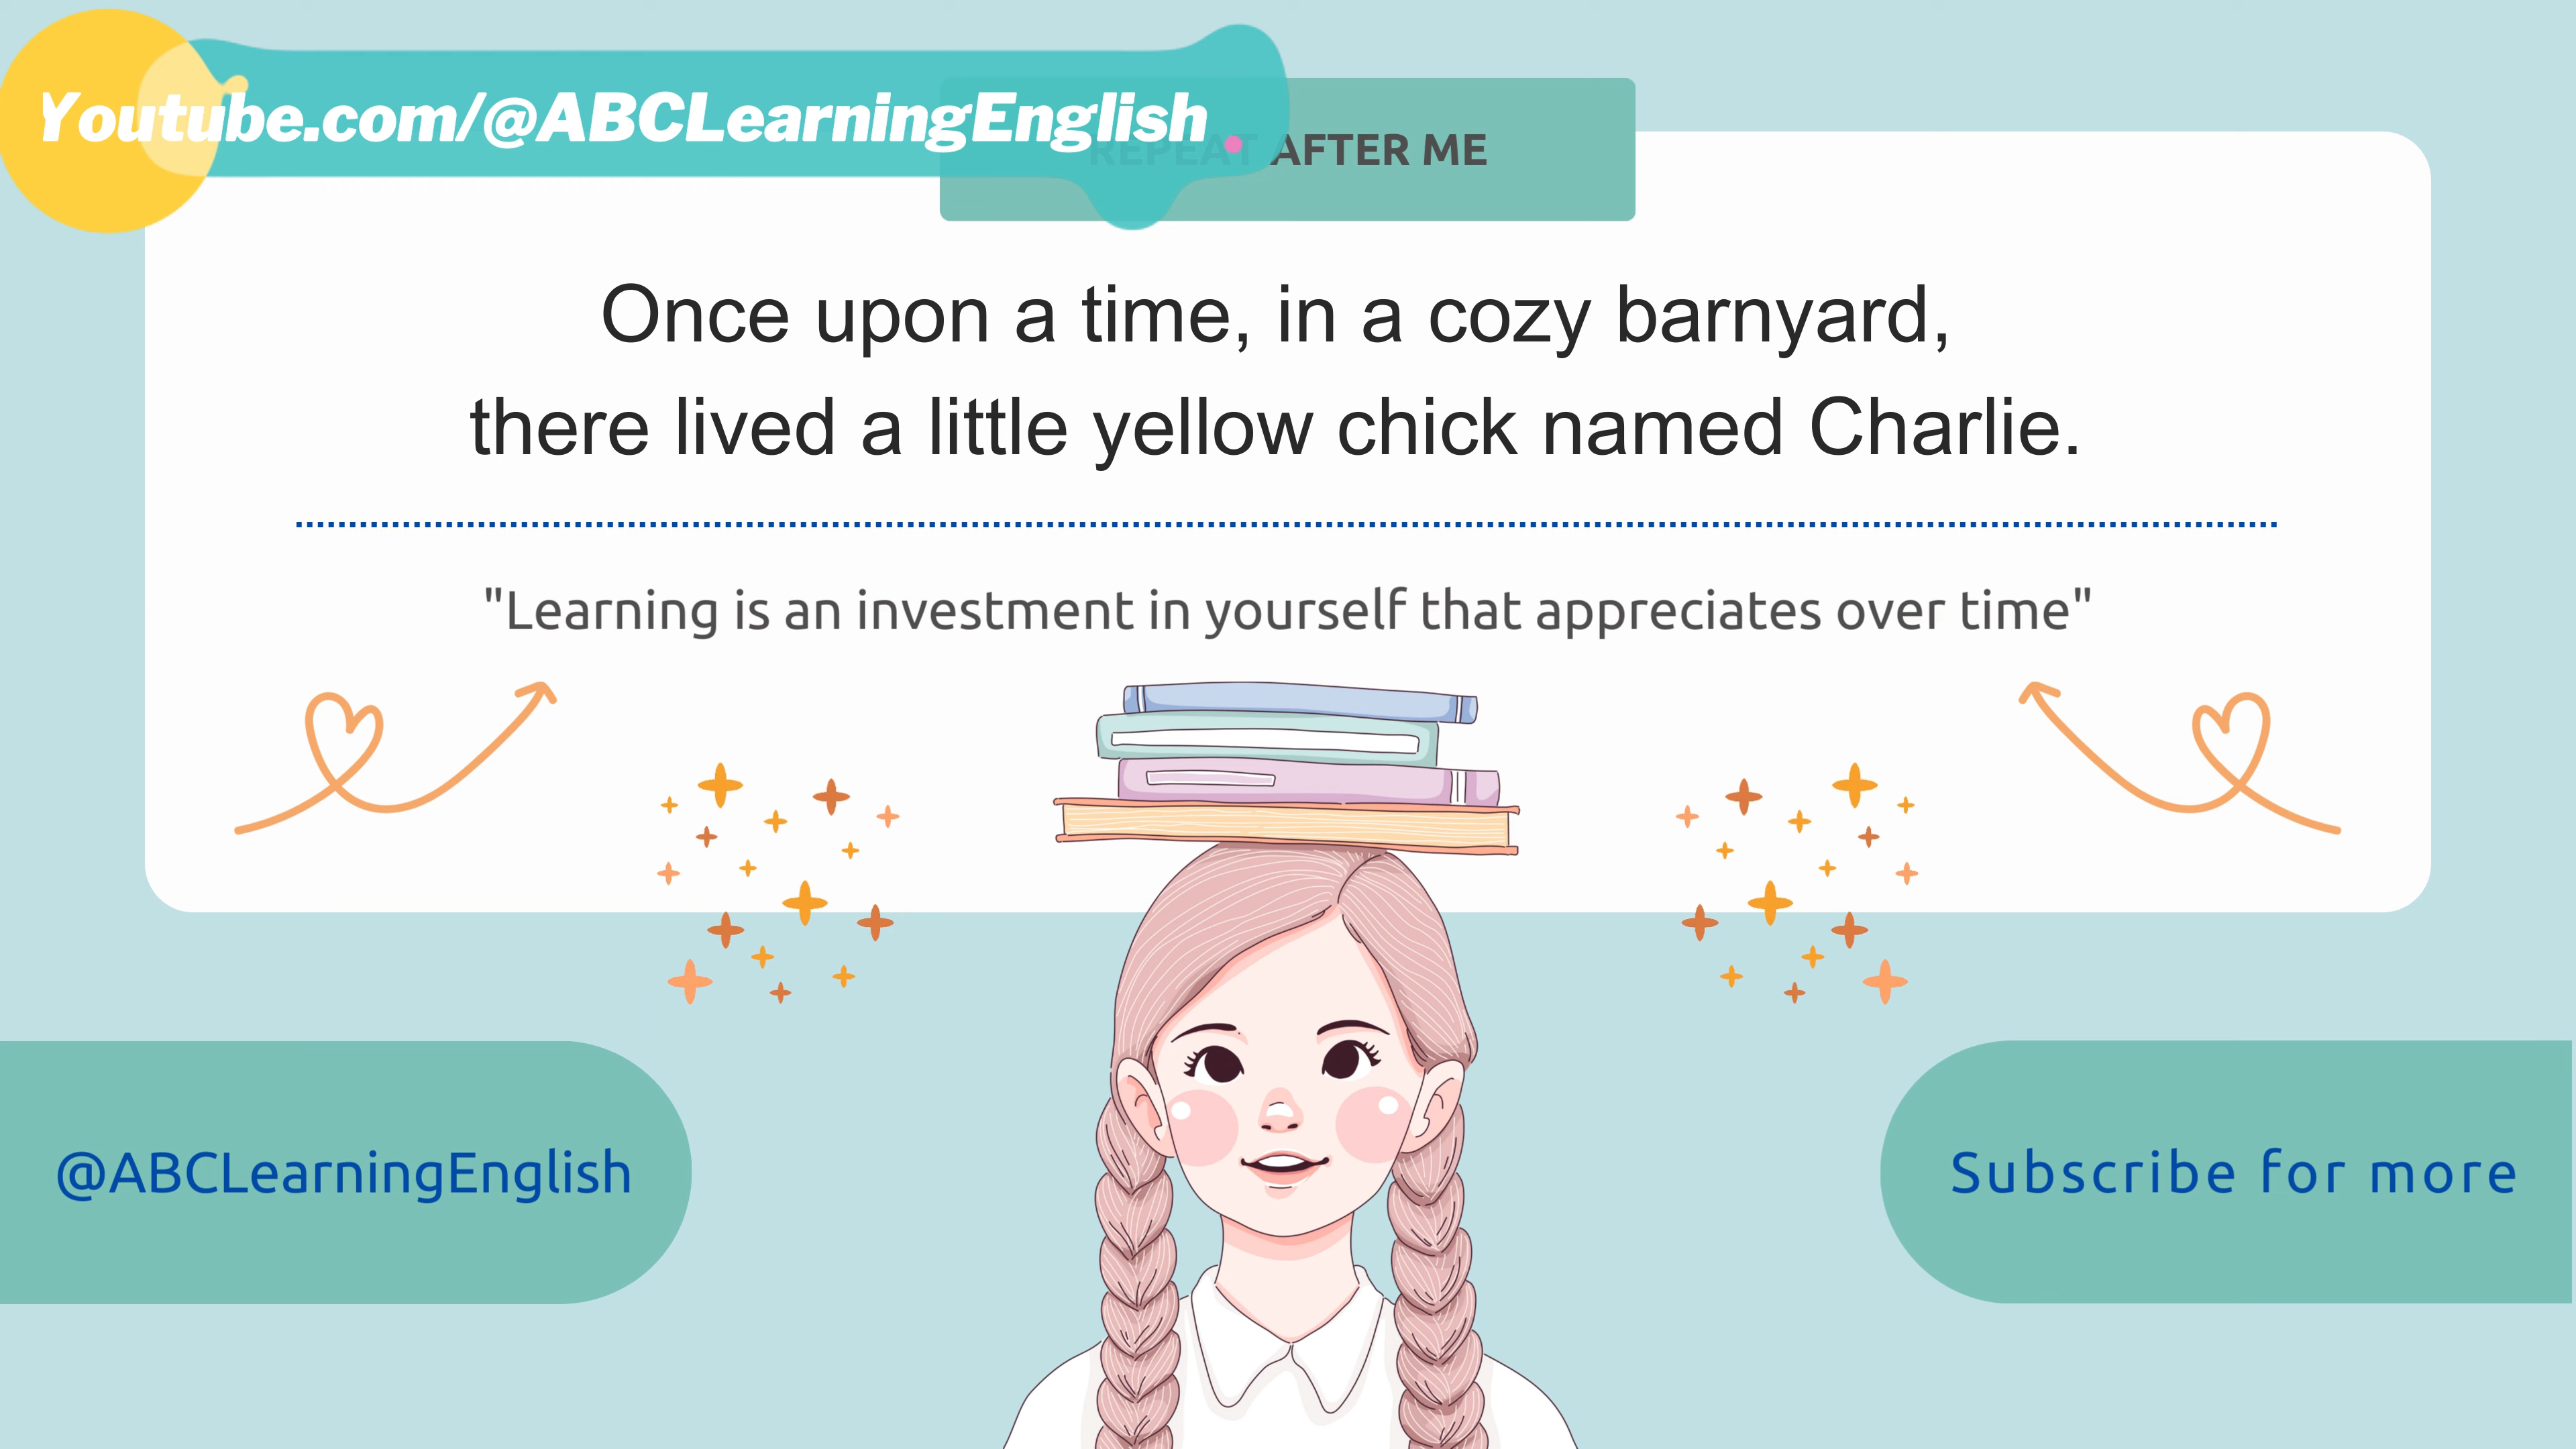 Youtube.com/@ABCLearningEnglish
REPEAT AFTER ME
Once upon a time, in a cozy barnyard,
there lived a little yellow chick named Charlie.
"Learning is an investment in yourself that appreciates over time"
@ABCLearningEnglish
Subscribe for more